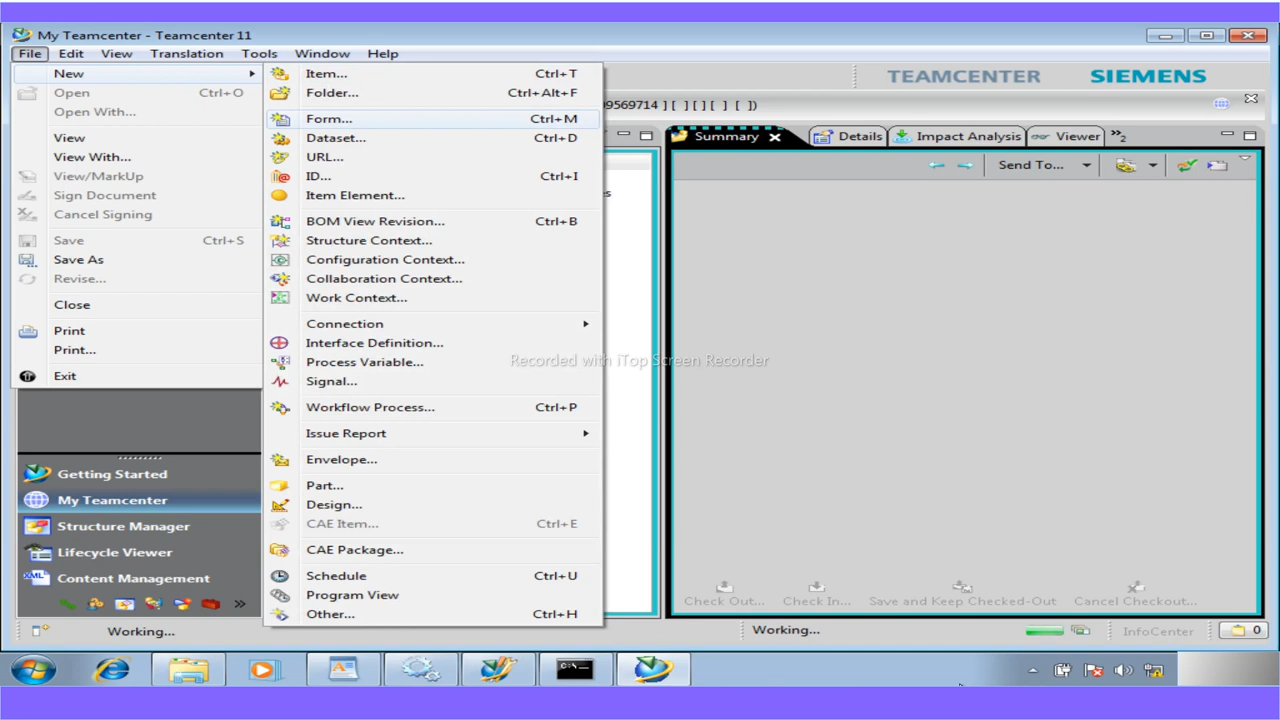 My Teamcenter - Teamcenter 11
File Edit View Translation Tools Window Help
TEAMCENTER SIEMENS
9569714 ] [ ] [ ] [ ] [ ])
New
Open Ctrl+O
Open With...
View
View With...
View/MarkUp
Sign Document
Cancel Signing
Save Ctrl+S
Save As
Revise...
Close
Print
Print...
Exit
Item... Ctrl+T
Folder... Ctrl+Alt+F
Form... Ctrl+M
Dataset... Ctrl+D
URL...
ID... Ctrl+I
Item Element...
BOM View Revision... Ctrl+B
Structure Context...
Configuration Context...
Collaboration Context...
Work Context...
Connection
Interface Definition...
Process Variable...
Signal...
Workflow Process... Ctrl+P
Issue Report
Envelope...
Part...
Design...
CAE Item... Ctrl+E
CAE Package...
Schedule Ctrl+U
Program View
Other... Ctrl+H
Summary Details Impact Analysis Viewer »2
Send To...
es
Recorded with iTop Screen Recorder
Getting Started
My Teamcenter
Structure Manager
Lifecycle Viewer
XML Content Management
Check Out... Check In... Save and Keep Checked-Out Cancel Checkout...
Working... Working... InfoCenter 0
C:\